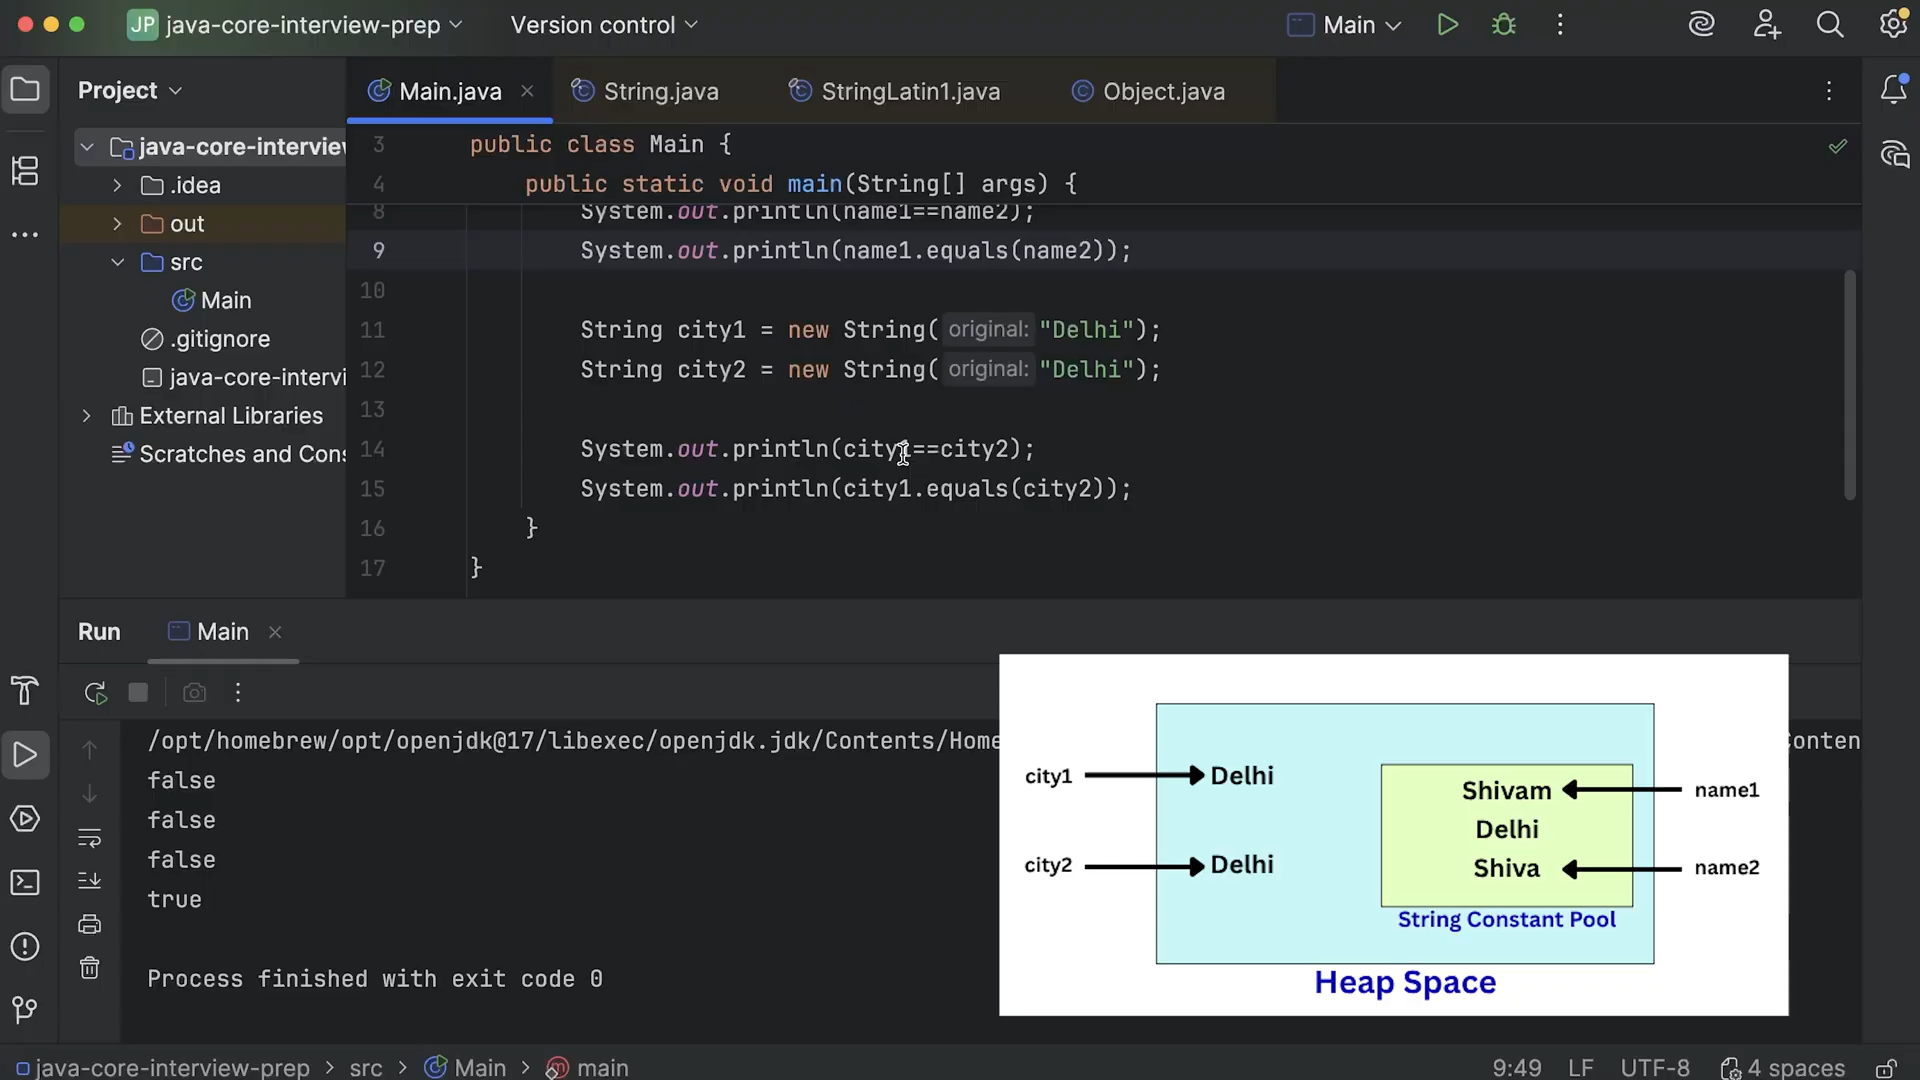 JP java-core-interview-prep Version control Main
Project Main.java String.java StringLatin1.java Object.java
java-core-interview
.idea
out
src
Main
.gitignore
java-core-intervi
External Libraries
Scratches and Cons
3 public class Main {
4 public static void main(String[] args) {
8 System.out.println(name1==name2);
9 System.out.println(name1.equals(name2));
10
11 String city1 = new String( original: "Delhi");
12 String city2 = new String( original: "Delhi");
13
14 System.out.println(city1==city2);
15 System.out.println(city1.equals(city2));
16 }
17 }
Run Main
/opt/homebrew/opt/openjdk@17/libexec/openjdk.jdk/Contents/Home
Conten
false
false
false
true
Process finished with exit code 0
city1 Delhi
city2 Delhi
Shivam name1
Delhi
Shiva name2
String Constant Pool
Heap Space
java-core-interview-prep > src > Main > main 9:49 LF UTF-8 4 spaces